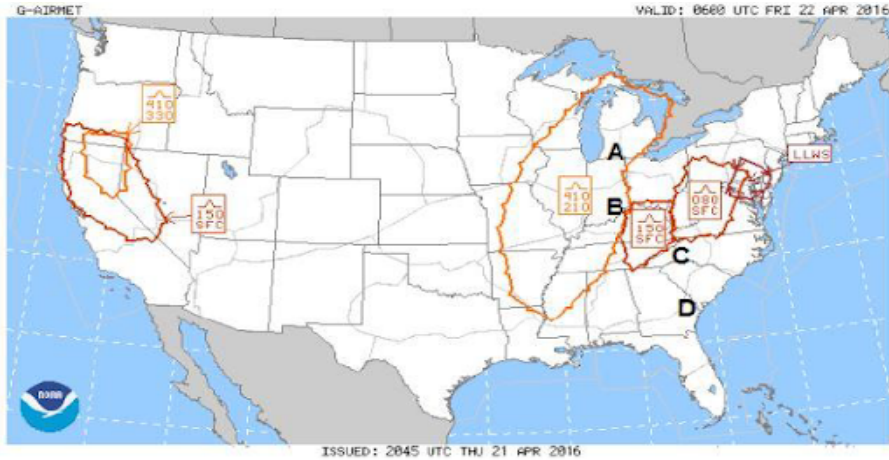 G-AIRMET
VALID: 0600 UTC FRI 22 APR 2016
410
330
A
LLWS
150
SFC
410
210
B
150
SFC
080
SFC
C
D
NOAA
ISSUED: 2045 UTC THU 21 APR 2016